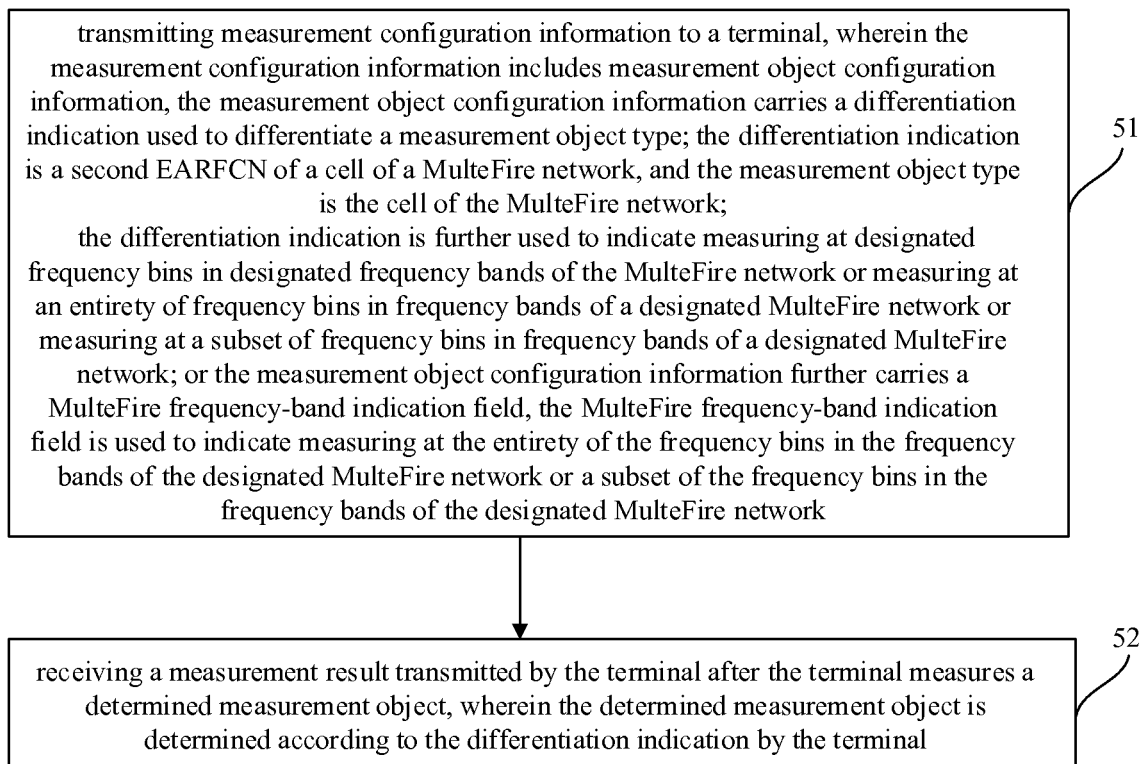 transmitting measurement configuration information to a terminal, wherein the
measurement configuration information includes measurement object configuration
information, the measurement object configuration information carries a differentiation
indication used to differentiate a measurement object type; the differentiation indication
is a second EARFCN of a cell of a MulteFire network, and the measurement object type
is the cell of the MulteFire network;
the differentiation indication is further used to indicate measuring at designated
frequency bins in designated frequency bands of the MulteFire network or measuring at
an entirety of frequency bins in frequency bands of a designated MulteFire network or
measuring at a subset of frequency bins in frequency bands of a designated MulteFire
network; or the measurement object configuration information further carries a
MulteFire frequency-band indication field, the MulteFire frequency-band indication
field is used to indicate measuring at the entirety of the frequency bins in the frequency
bands of the designated MulteFire network or a subset of the frequency bins in the
frequency bands of the designated MulteFire network
51
receiving a measurement result transmitted by the terminal after the terminal measures a
determined measurement object, wherein the determined measurement object is
determined according to the differentiation indication by the terminal
52